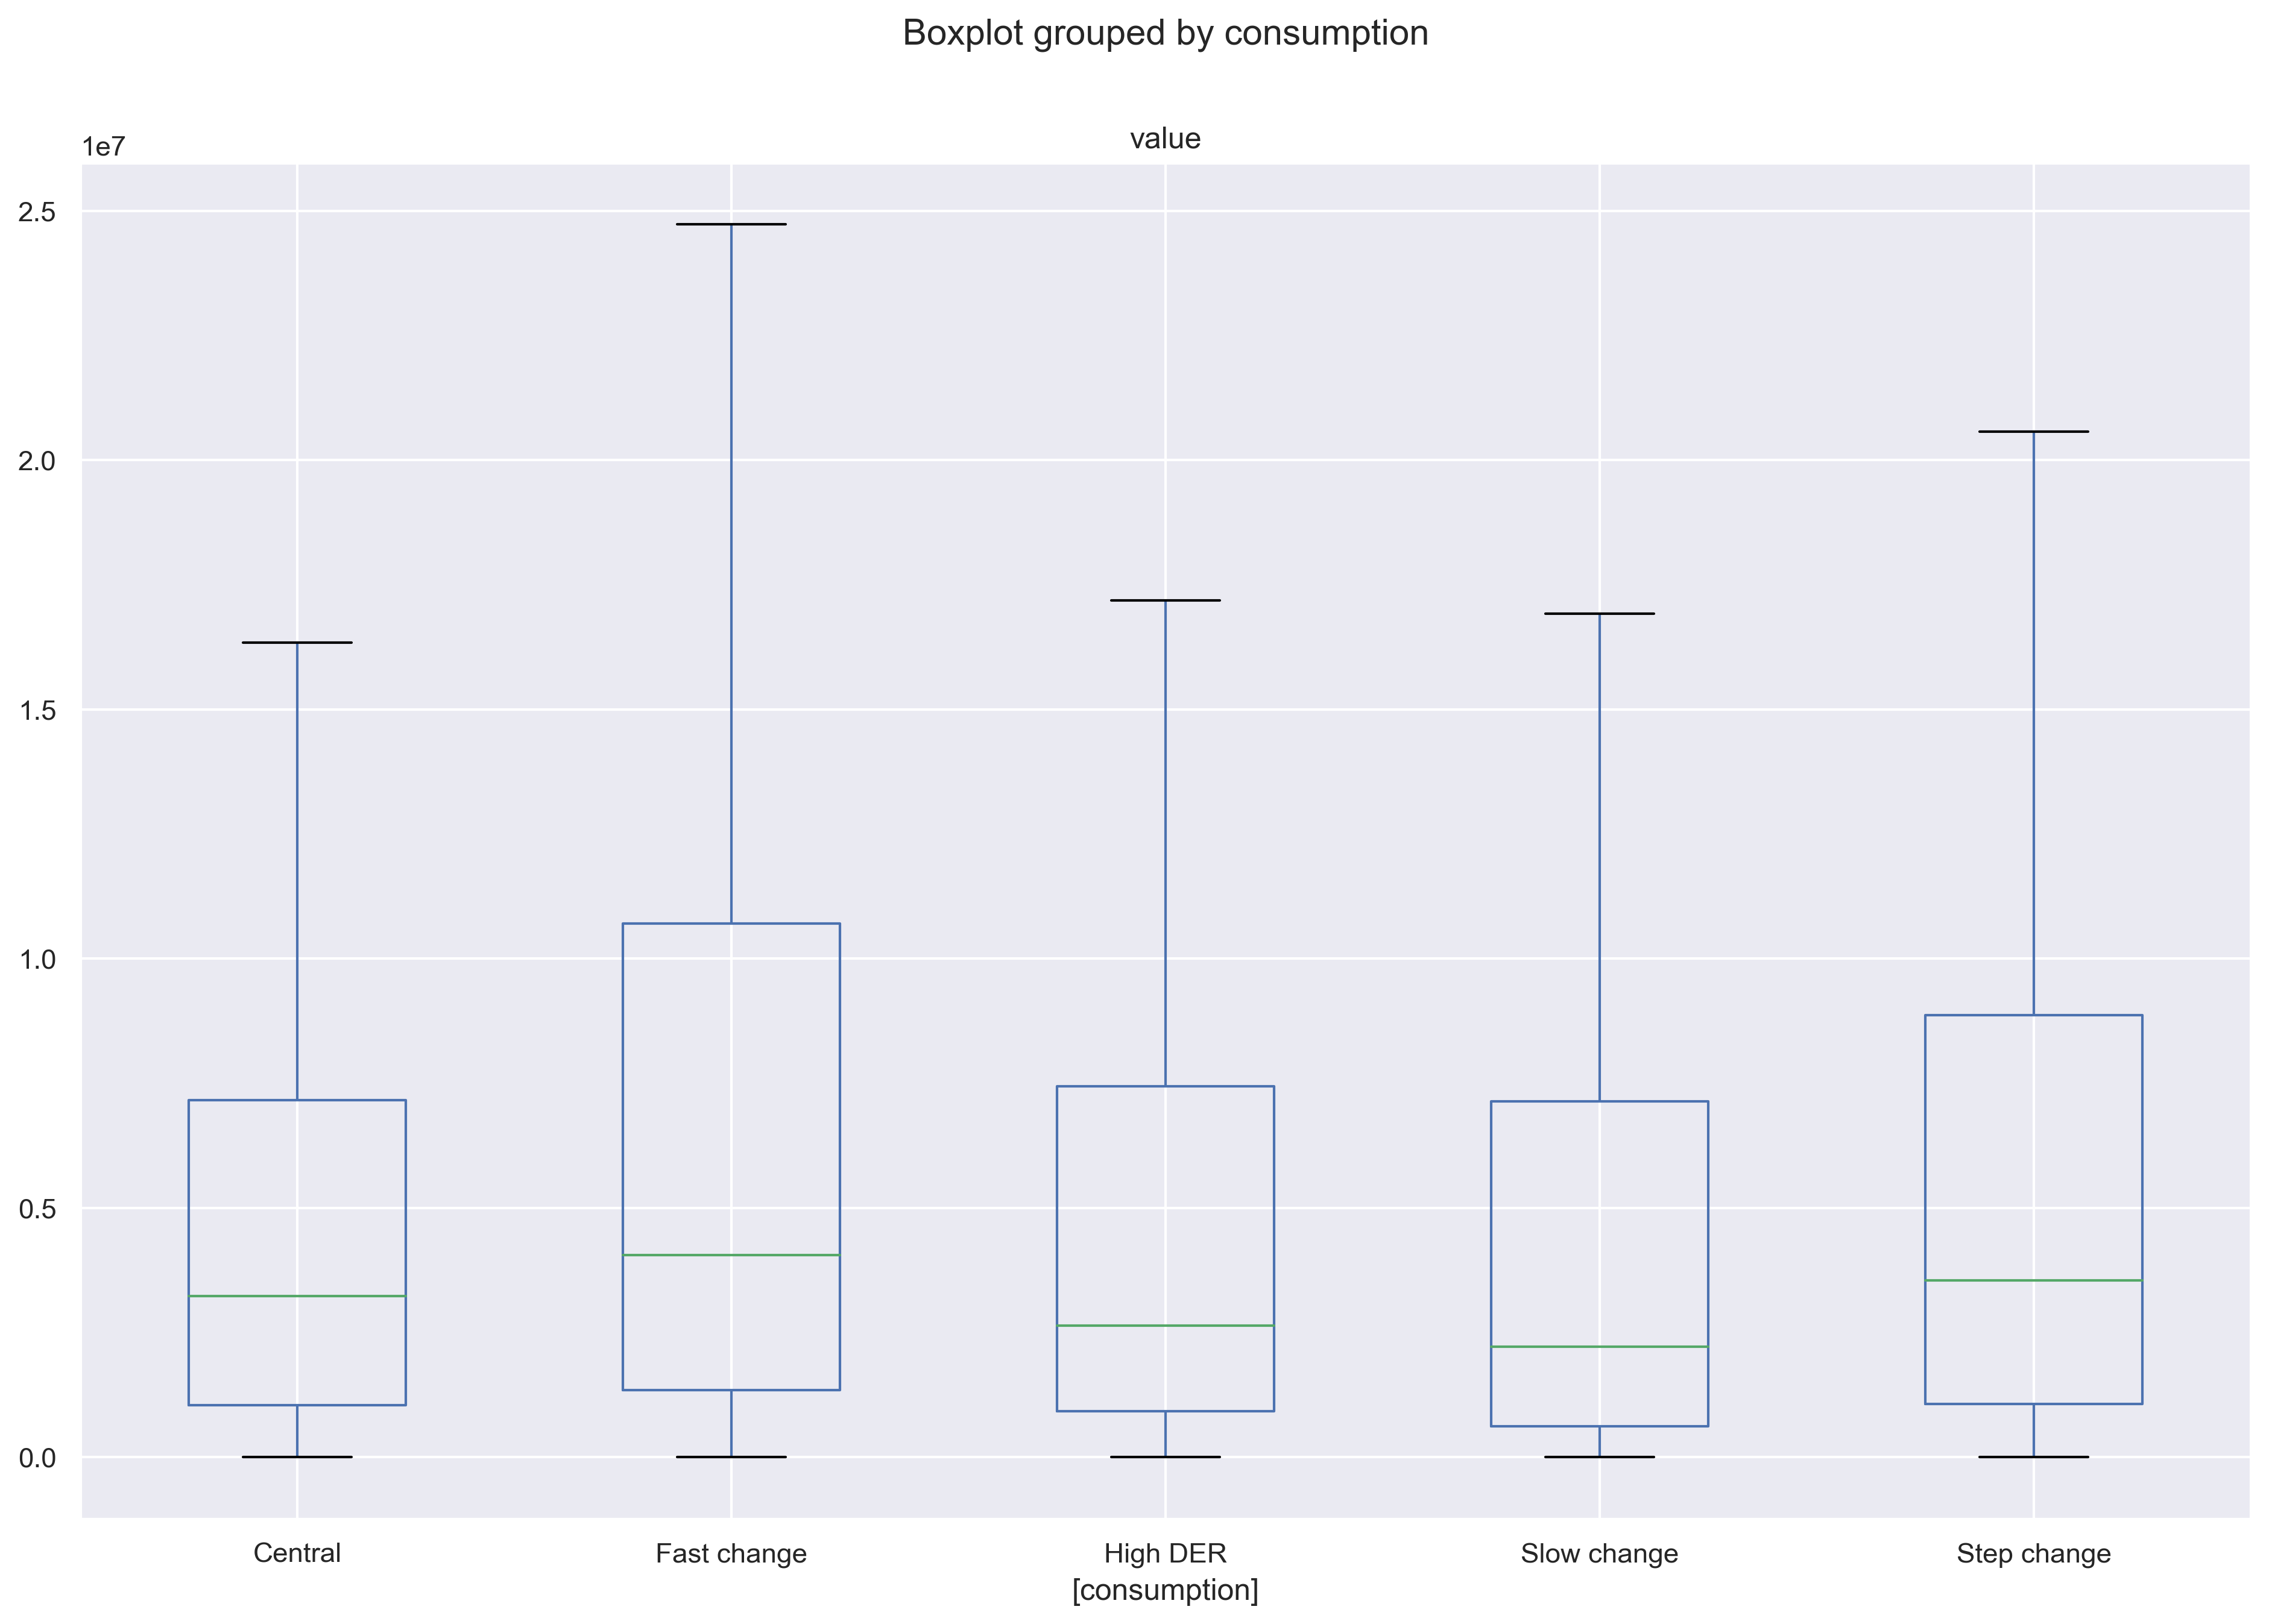 Boxplot grouped by consumption
value
1e7
2.5
2.0
1.5
1.0
0.5
0.0
Central Fast change High DER Slow change Step change
[consumption]